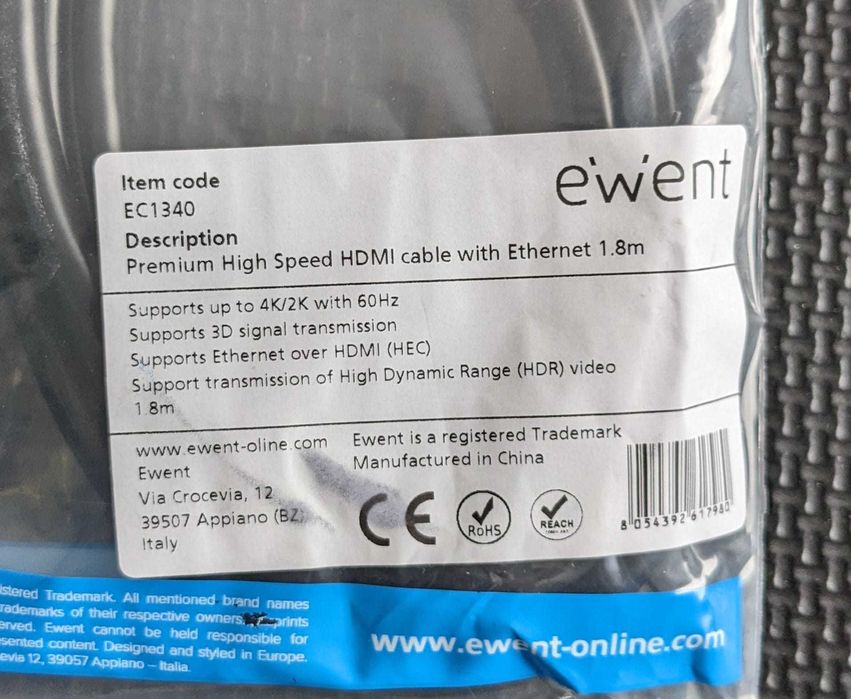 ewent
Item code
EC1340
Description
Premium High Speed HDMI cable with Ethernet 1.8m
Supports up to 4K/2K with 60Hz
Supports 3D signal transmission
Supports Ethernet over HDMI (HEC)
Support transmission of High Dynamic Range (HDR) video
1.8m
www.ewent-oline.com
Ewent
Via Crocevia, 12
39507 Appiano (BZ)
Italy
Ewent is a registered Trademark
Manufactured in China
CE
RoHS
REACH
8 054392 617980
istered Trademark. All mentioned brand names
rademarks of their respective owners, prints
erved. Ewent cannot be held responsible for
sented content. Designed and styled in Europe.
evia 12, 39057 Appiano – Italia.
www.ewent-online.com